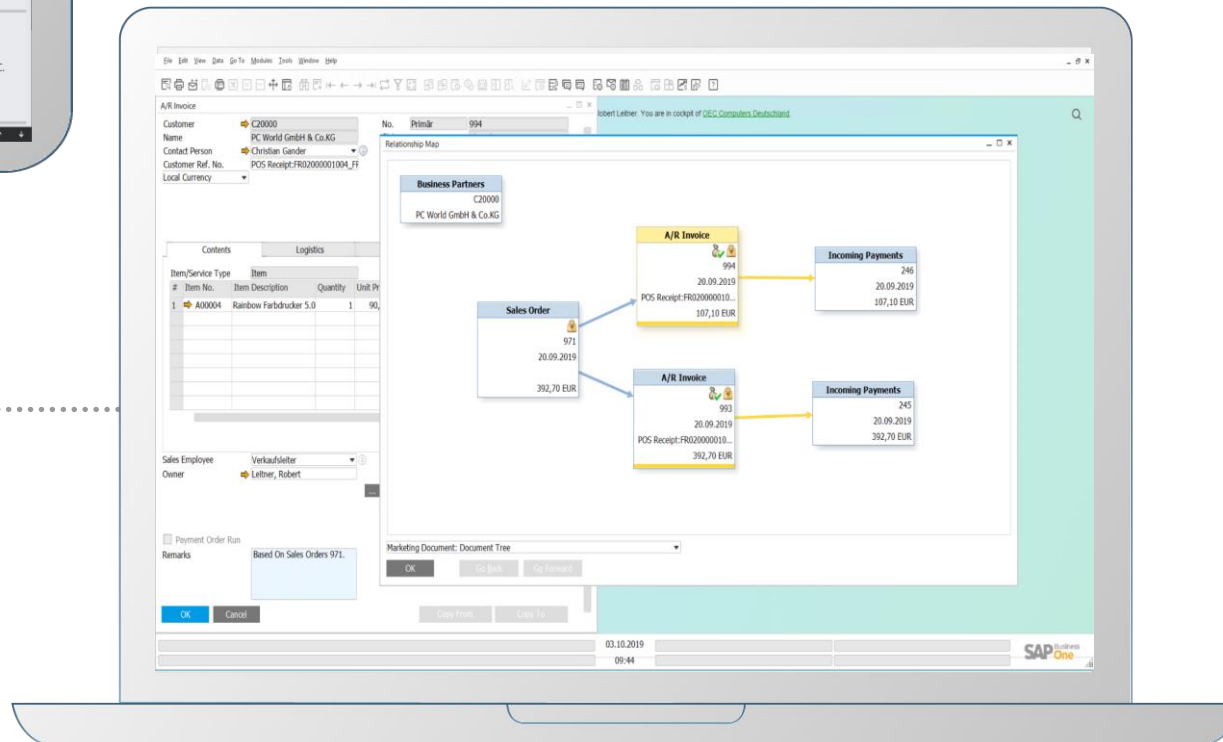 File Edit View Data Go To Modules Tools Window Help
A/R Invoice
Customer C20000 No. Primär 994
Name PC World GmbH & Co.KG
Contact Person Christian Gander
Customer Ref. No. POS Receipt:FR02000001004_FF
Local Currency
Robert Leitner. You are in cockpit of OEC Computers Deutschland.
Relationship Map
Business Partners
C20000
PC World GmbH & Co.KG
A/R Invoice
994
20.09.2019
POS Receipt:FR020000010...
107,10 EUR
Incoming Payments
246
20.09.2019
107,10 EUR
Sales Order
971
20.09.2019
392,70 EUR
A/R Invoice
993
20.09.2019
POS Receipt:FR020000010...
392,70 EUR
Incoming Payments
245
20.09.2019
392,70 EUR
Marketing Document: Document Tree
OK Go Back Go Forward
Contents Logistics
Item/Service Type Item
# Item No. Item Description Quantity Unit Pr
1 A00004 Rainbow Farbdrucker 5.0 1 90,
Sales Employee Verkaufsleiter
Owner Leitner, Robert
...
Payment Order Run
Remarks Based On Sales Orders 971.
OK Cancel Copy From Copy To
03.10.2019
09:44
SAP Business One